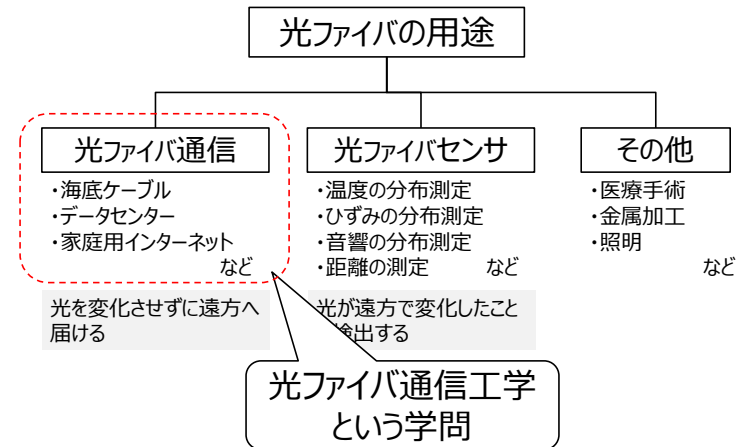 光ファイバの用途
光ファイバ通信
・海底ケーブル
・データセンター
・家庭用インターネット
など
光を変化させずに遠方へ
届ける
光ファイバセンサ
・温度の分布測定
・ひずみの分布測定
・音響の分布測定
・距離の測定 など
光が遠方で変化したこと
検出する
その他
・医療手術
・金属加工
・照明
など
光ファイバ通信工学
という学問